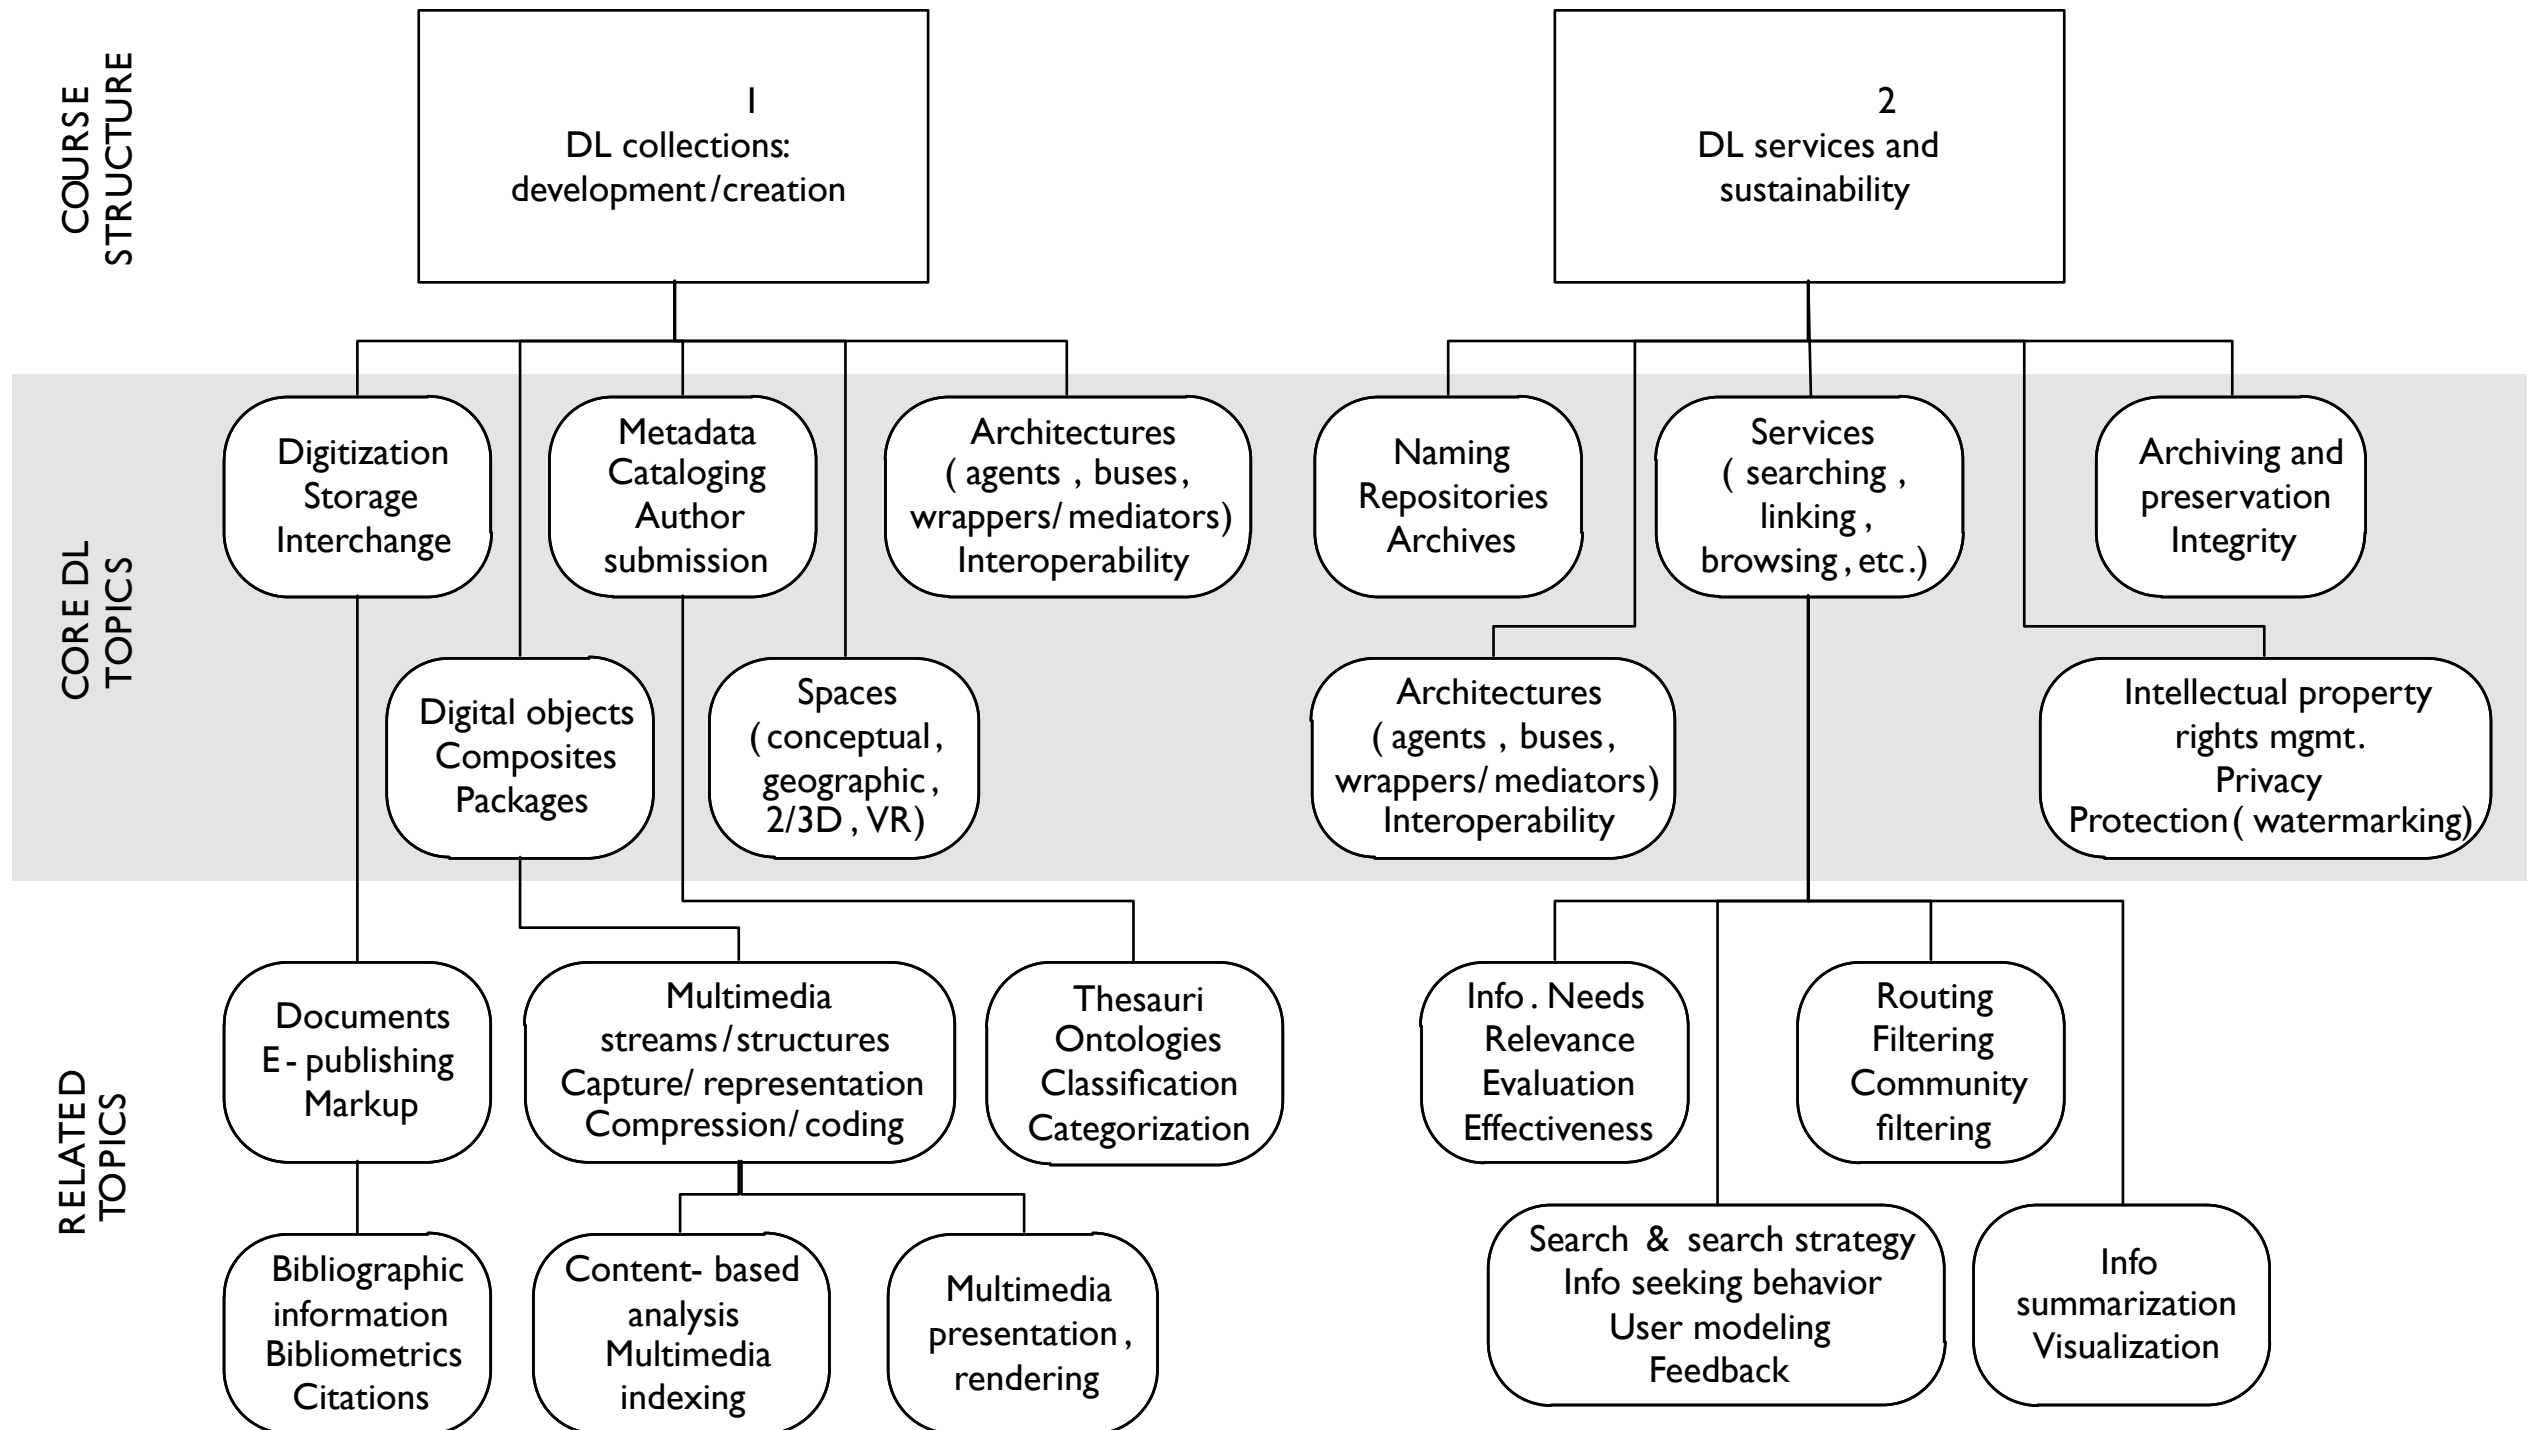 COURSE
STRUCTURE
1
DL collections:
development/creation
2
DL services and
sustainability
CORE DL
TOPICS
Digitization
Storage
Interchange
Metadata
Cataloging
Author
submission
Architectures
(agents, buses,
wrappers/mediators)
Interoperability
Naming
Repositories
Archives
Services
(searching,
linking,
browsing, etc.)
Archiving and
preservation
Integrity
Digital objects
Composites
Packages
Spaces
(conceptual,
geographic,
2/3D, VR)
Architectures
(agents, buses,
wrappers/mediators)
Interoperability
Intellectual property
rights mgmt.
Privacy
Protection (watermarking)
RELATED
TOPICS
Documents
E-publishing
Markup
Multimedia
streams/structures
Capture/representation
Compression/coding
Thesauri
Ontologies
Classification
Categorization
Info. Needs
Relevance
Evaluation
Effectiveness
Routing
Filtering
Community
filtering
Bibliographic
information
Bibliometrics
Citations
Content-based
analysis
Multimedia
indexing
Multimedia
presentation,
rendering
Search & search strategy
Info seeking behavior
User modeling
Feedback
Info
summarization
Visualization